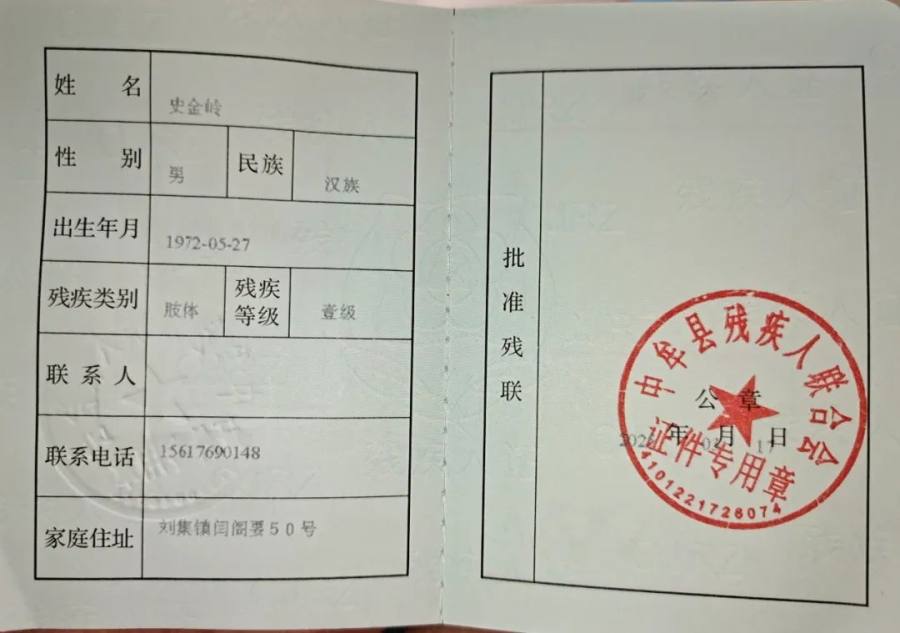 姓 名 史金岭
性 别 男 民族 汉族
出生年月 1972-05-27
残疾类别 肢体 残疾等级 壹级
联系人
联系电话 15617690148
家庭住址 刘集镇闫阁要50号
批准残联
中牟县残疾人联合会
公 章
年 月 17 日
证件专用章
4101221726074